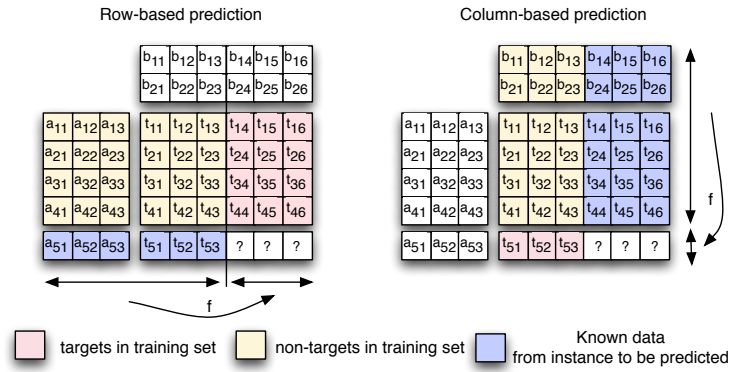 Row-based prediction
Column-based prediction
b11 b12 b13 b14 b15 b16
b21 b22 b23 b24 b25 b26
a11 a12 a13 t11 t12 t13 t14 t15 t16
a21 a22 a23 t21 t22 t23 t24 t25 t26
a31 a32 a33 t31 t32 t33 t34 t35 t36
a41 a42 a43 t41 t42 t43 t44 t45 t46
a51 a52 a53 t51 t52 t53 ? ? ?
f
b11 b12 b13 b14 b15 b16
b21 b22 b23 b24 b25 b26
a11 a12 a13 t11 t12 t13 t14 t15 t16
a21 a22 a23 t21 t22 t23 t24 t25 t26
a31 a32 a33 t31 t32 t33 t34 t35 t36
a41 a42 a43 t41 t42 t43 t44 t45 t46
a51 a52 a53 t51 t52 t53 ? ? ?
f
targets in training set
non-targets in training set
Known data
from instance to be predicted